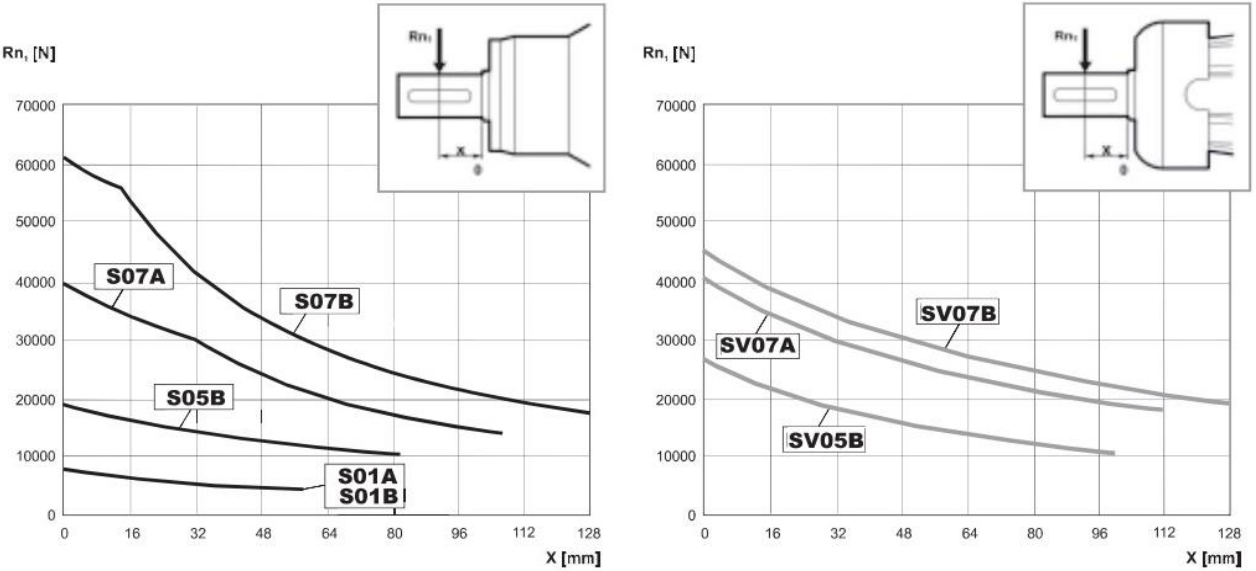 Rn₁
X
0
Rn₁ [N]
70000
60000
50000
40000
30000
20000
10000
0
S07A
S07B
S05B
S01A
S01B
0 16 32 48 64 80 96 112 128
X [mm]
Rn₁
X
0
Rn₁ [N]
70000
60000
50000
40000
30000
20000
10000
0
SV07B
SV07A
SV05B
0 16 32 48 64 80 96 112 128
X [mm]